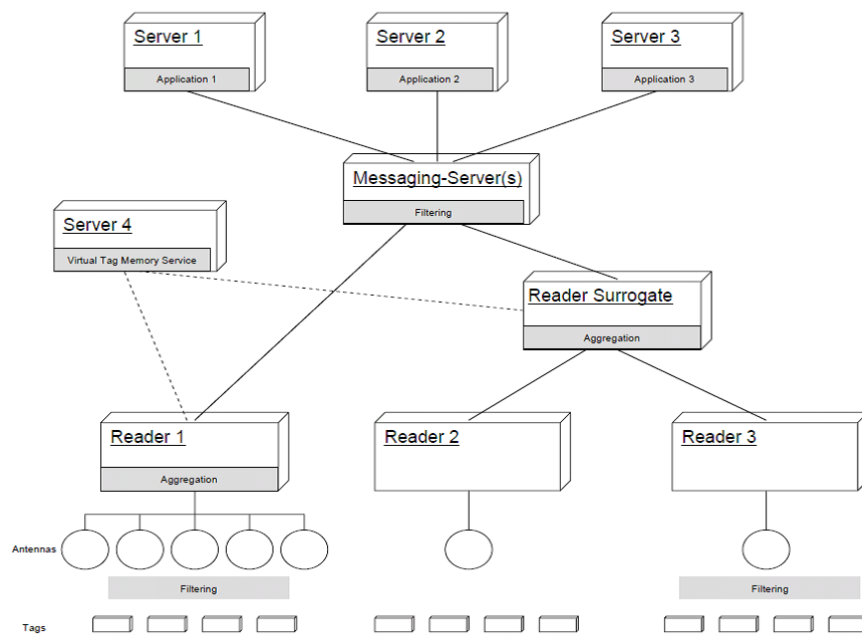 Server 1
Server 2
Server 3
Application 1
Application 2
Application 3
Messaging-Server(s)
Filtering
Server 4
Virtual Tag Memory Service
Reader Surrogate
Aggregation
Reader 1
Reader 2
Reader 3
Aggregation
Antennas
Filtering
Filtering
Tags